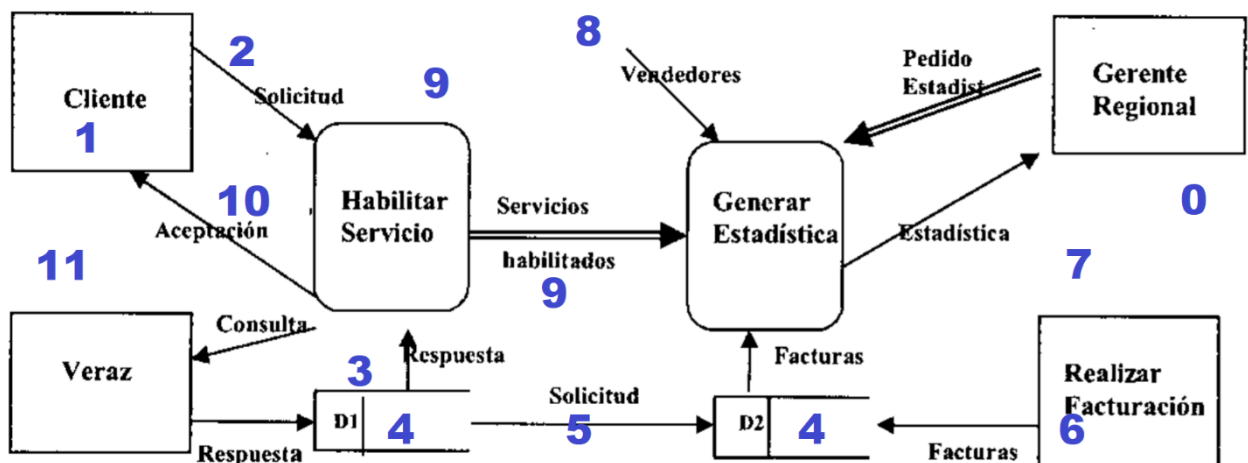 2
8
Cliente
1
Solicitud
9
Vendedores
Pedido
Estadist
Gerente
Regional
0
10
Aceptación
Habilitar
Servicio
Servicios
habilitados
9
Generar
Estadística
Estadística
7
11
Veraz
Consulta
3
Respuesta
D1
4
Respuesta
Solicitud
5
Facturas
D2
4
Realizar
Facturación
6
Facturas